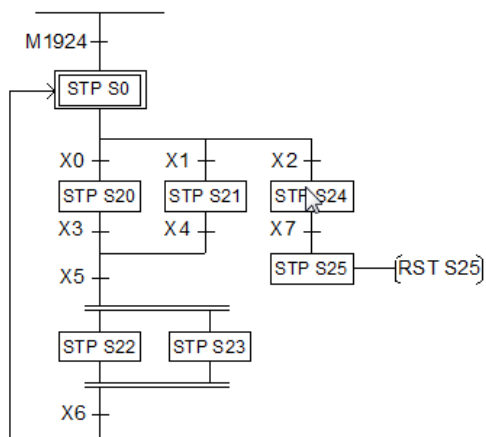 M1924
STP S0
X0 X1 X2
STP S20 STP S21 STP S24
X3 X4 X7
STP S25 RST S25
X5
STP S22 STP S23
X6